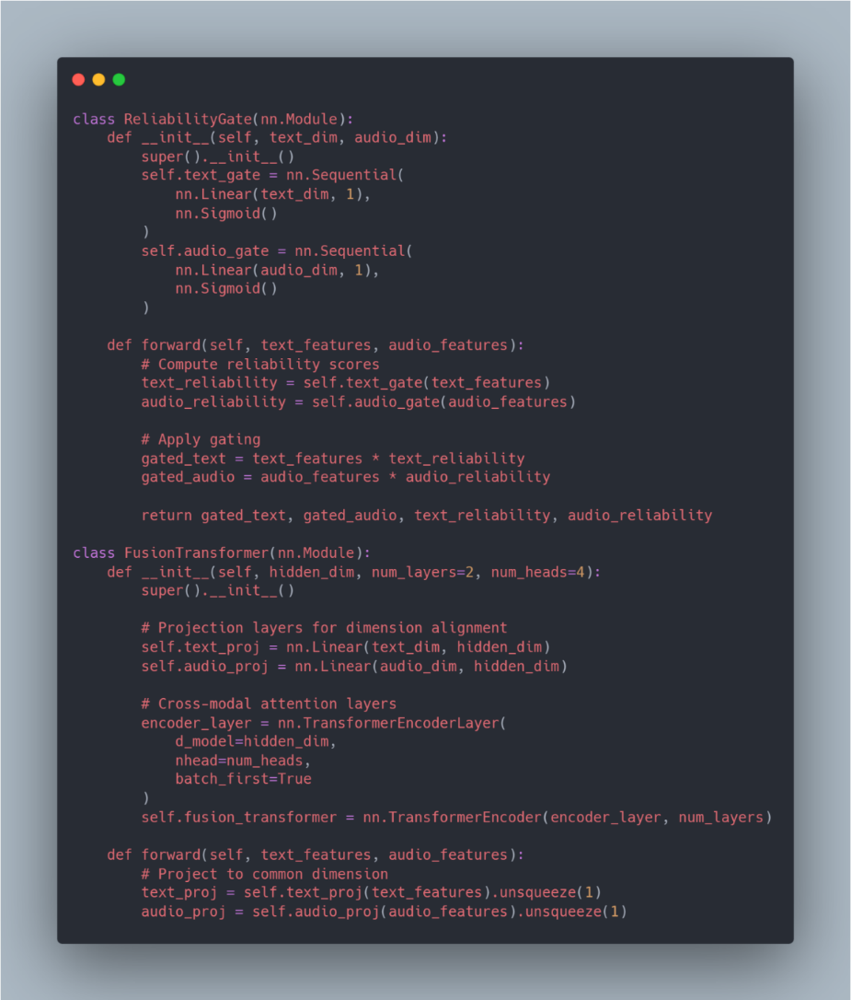 class ReliabilityGate(nn.Module):
    def __init__(self, text_dim, audio_dim):
        super().__init__()
        self.text_gate = nn.Sequential(
            nn.Linear(text_dim, 1),
            nn.Sigmoid()
        )
        self.audio_gate = nn.Sequential(
            nn.Linear(audio_dim, 1),
            nn.Sigmoid()
        )

    def forward(self, text_features, audio_features):
        # Compute reliability scores
        text_reliability = self.text_gate(text_features)
        audio_reliability = self.audio_gate(audio_features)

        # Apply gating
        gated_text = text_features * text_reliability
        gated_audio = audio_features * audio_reliability

        return gated_text, gated_audio, text_reliability, audio_reliability

class FusionTransformer(nn.Module):
    def __init__(self, hidden_dim, num_layers=2, num_heads=4):
        super().__init__()

        # Projection layers for dimension alignment
        self.text_proj = nn.Linear(text_dim, hidden_dim)
        self.audio_proj = nn.Linear(audio_dim, hidden_dim)

        # Cross-modal attention layers
        encoder_layer = nn.TransformerEncoderLayer(
            d_model=hidden_dim,
            nhead=num_heads,
            batch_first=True
        )
        self.fusion_transformer = nn.TransformerEncoder(encoder_layer, num_layers)

    def forward(self, text_features, audio_features):
        # Project to common dimension
        text_proj = self.text_proj(text_features).unsqueeze(1)
        audio_proj = self.audio_proj(audio_features).unsqueeze(1)